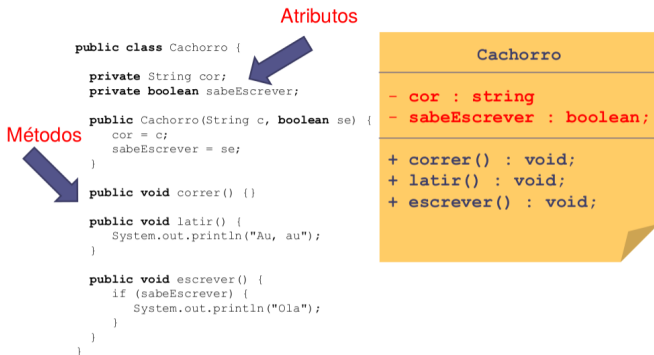 Atributos
public class Cachorro {
private String cor;
private boolean sabeEscrever;
public Cachorro(String c, boolean se) {
cor = c;
sabeEscrever = se;
}
Métodos
public void correr() {}
public void latir() {
System.out.println("Au, au");
}
public void escrever() {
if (sabeEscrever) {
System.out.println("Ola");
}
}
}
Cachorro
- cor : string
- sabeEscrever : boolean;
+ correr() : void;
+ latir() : void;
+ escrever() : void;